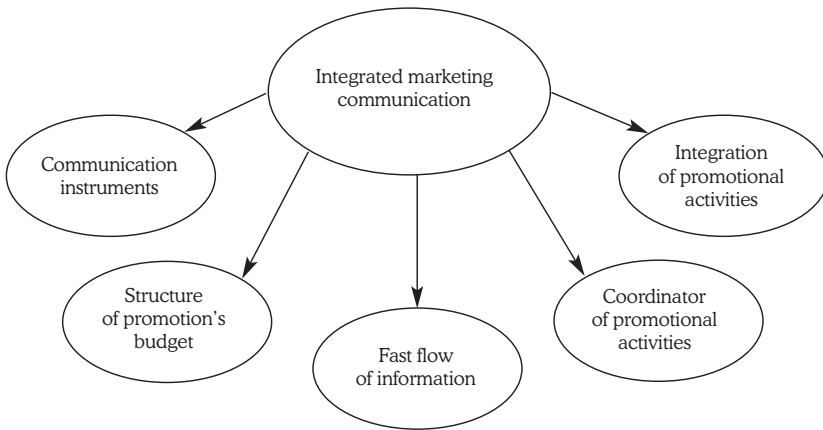 Integrated marketing
communication
Communication
instruments
Integration
of promotional
activities
Structure
of promotion's
budget
Fast flow
of information
Coordinator
of promotional
activities